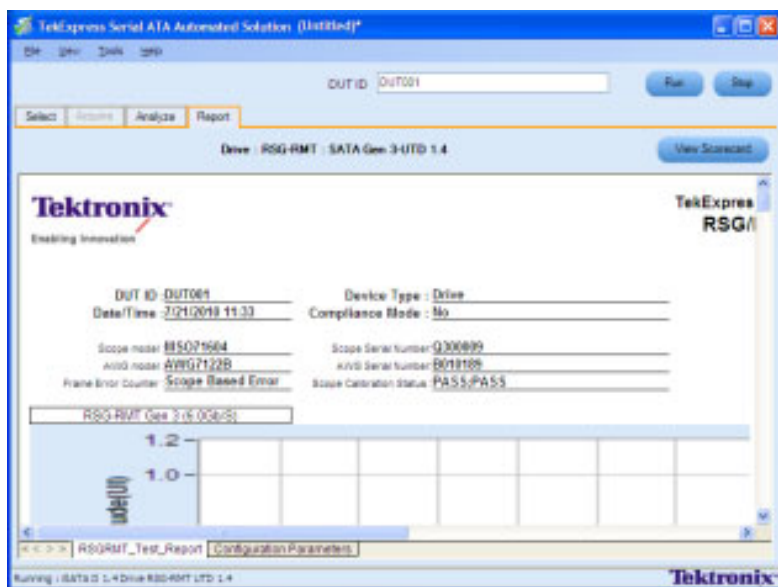 TekExpress Serial ATA Automated Solution (Untitled)*
File View Tools Help
DUT ID DUT001 Run Stop
Select Acquire Analyze Report
Drive : RSG-RMT : SATA Gen 3-UTD 1.4 View Scorecard
Tektronix
Enabling Innovation
TekExpres
RSG/
DUT ID : DUT001 Device Type : Drive
Date/Time : 7/21/2010 11:33 Compliance Mode : No
Scope model MSO71604 Scope Serial Number Q300009
AWG model AWG7122B AWG Serial Number B010189
Frame Error Counter Scope Based Error Scope Calibration Status PASS;PASS
RSG-RMT Gen 3 (6.0Gb/S)
1.2
1.0
ude(UI)
RSGRMT_Test_Report Configuration Parameters
Tektronix